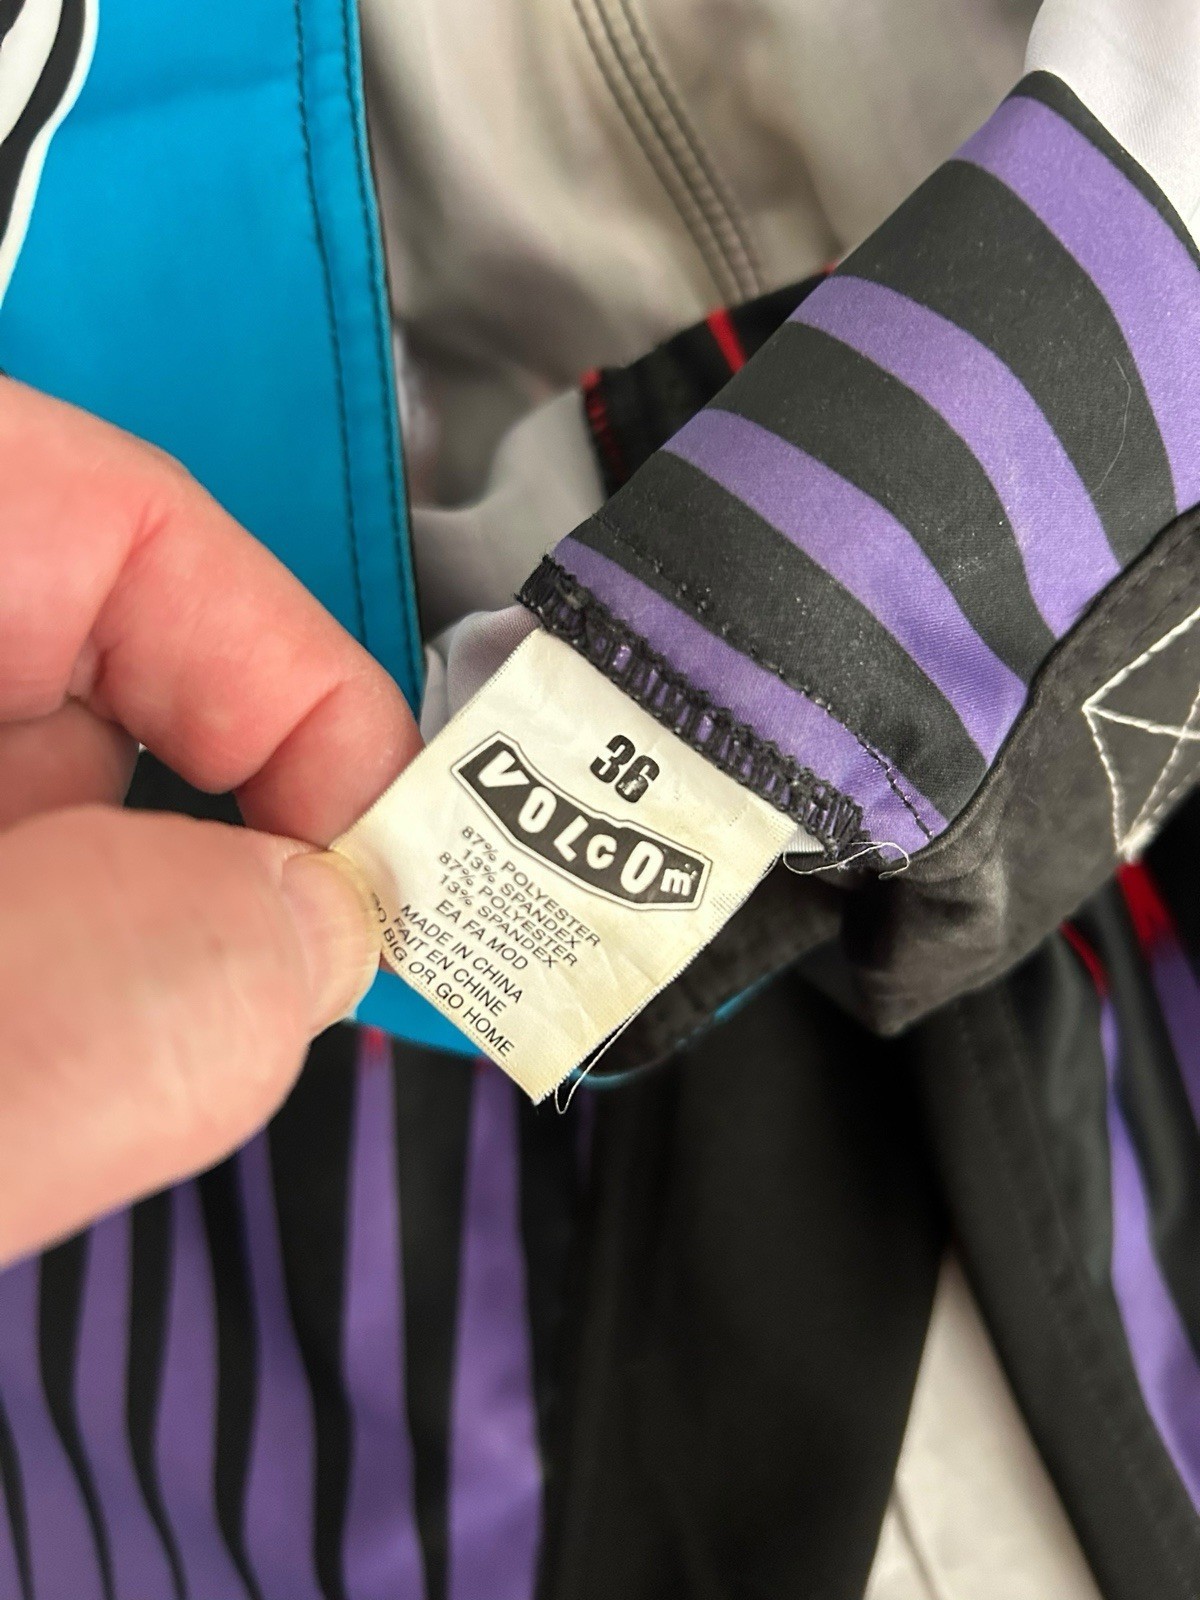 36
VOLCOm
87% POLYESTER
13% SPANDEX
87% POLYESTER
13% SPANDEX
EA FA MOD
MADE IN CHINA
FAIT EN CHINE
BIG OR GO HOME